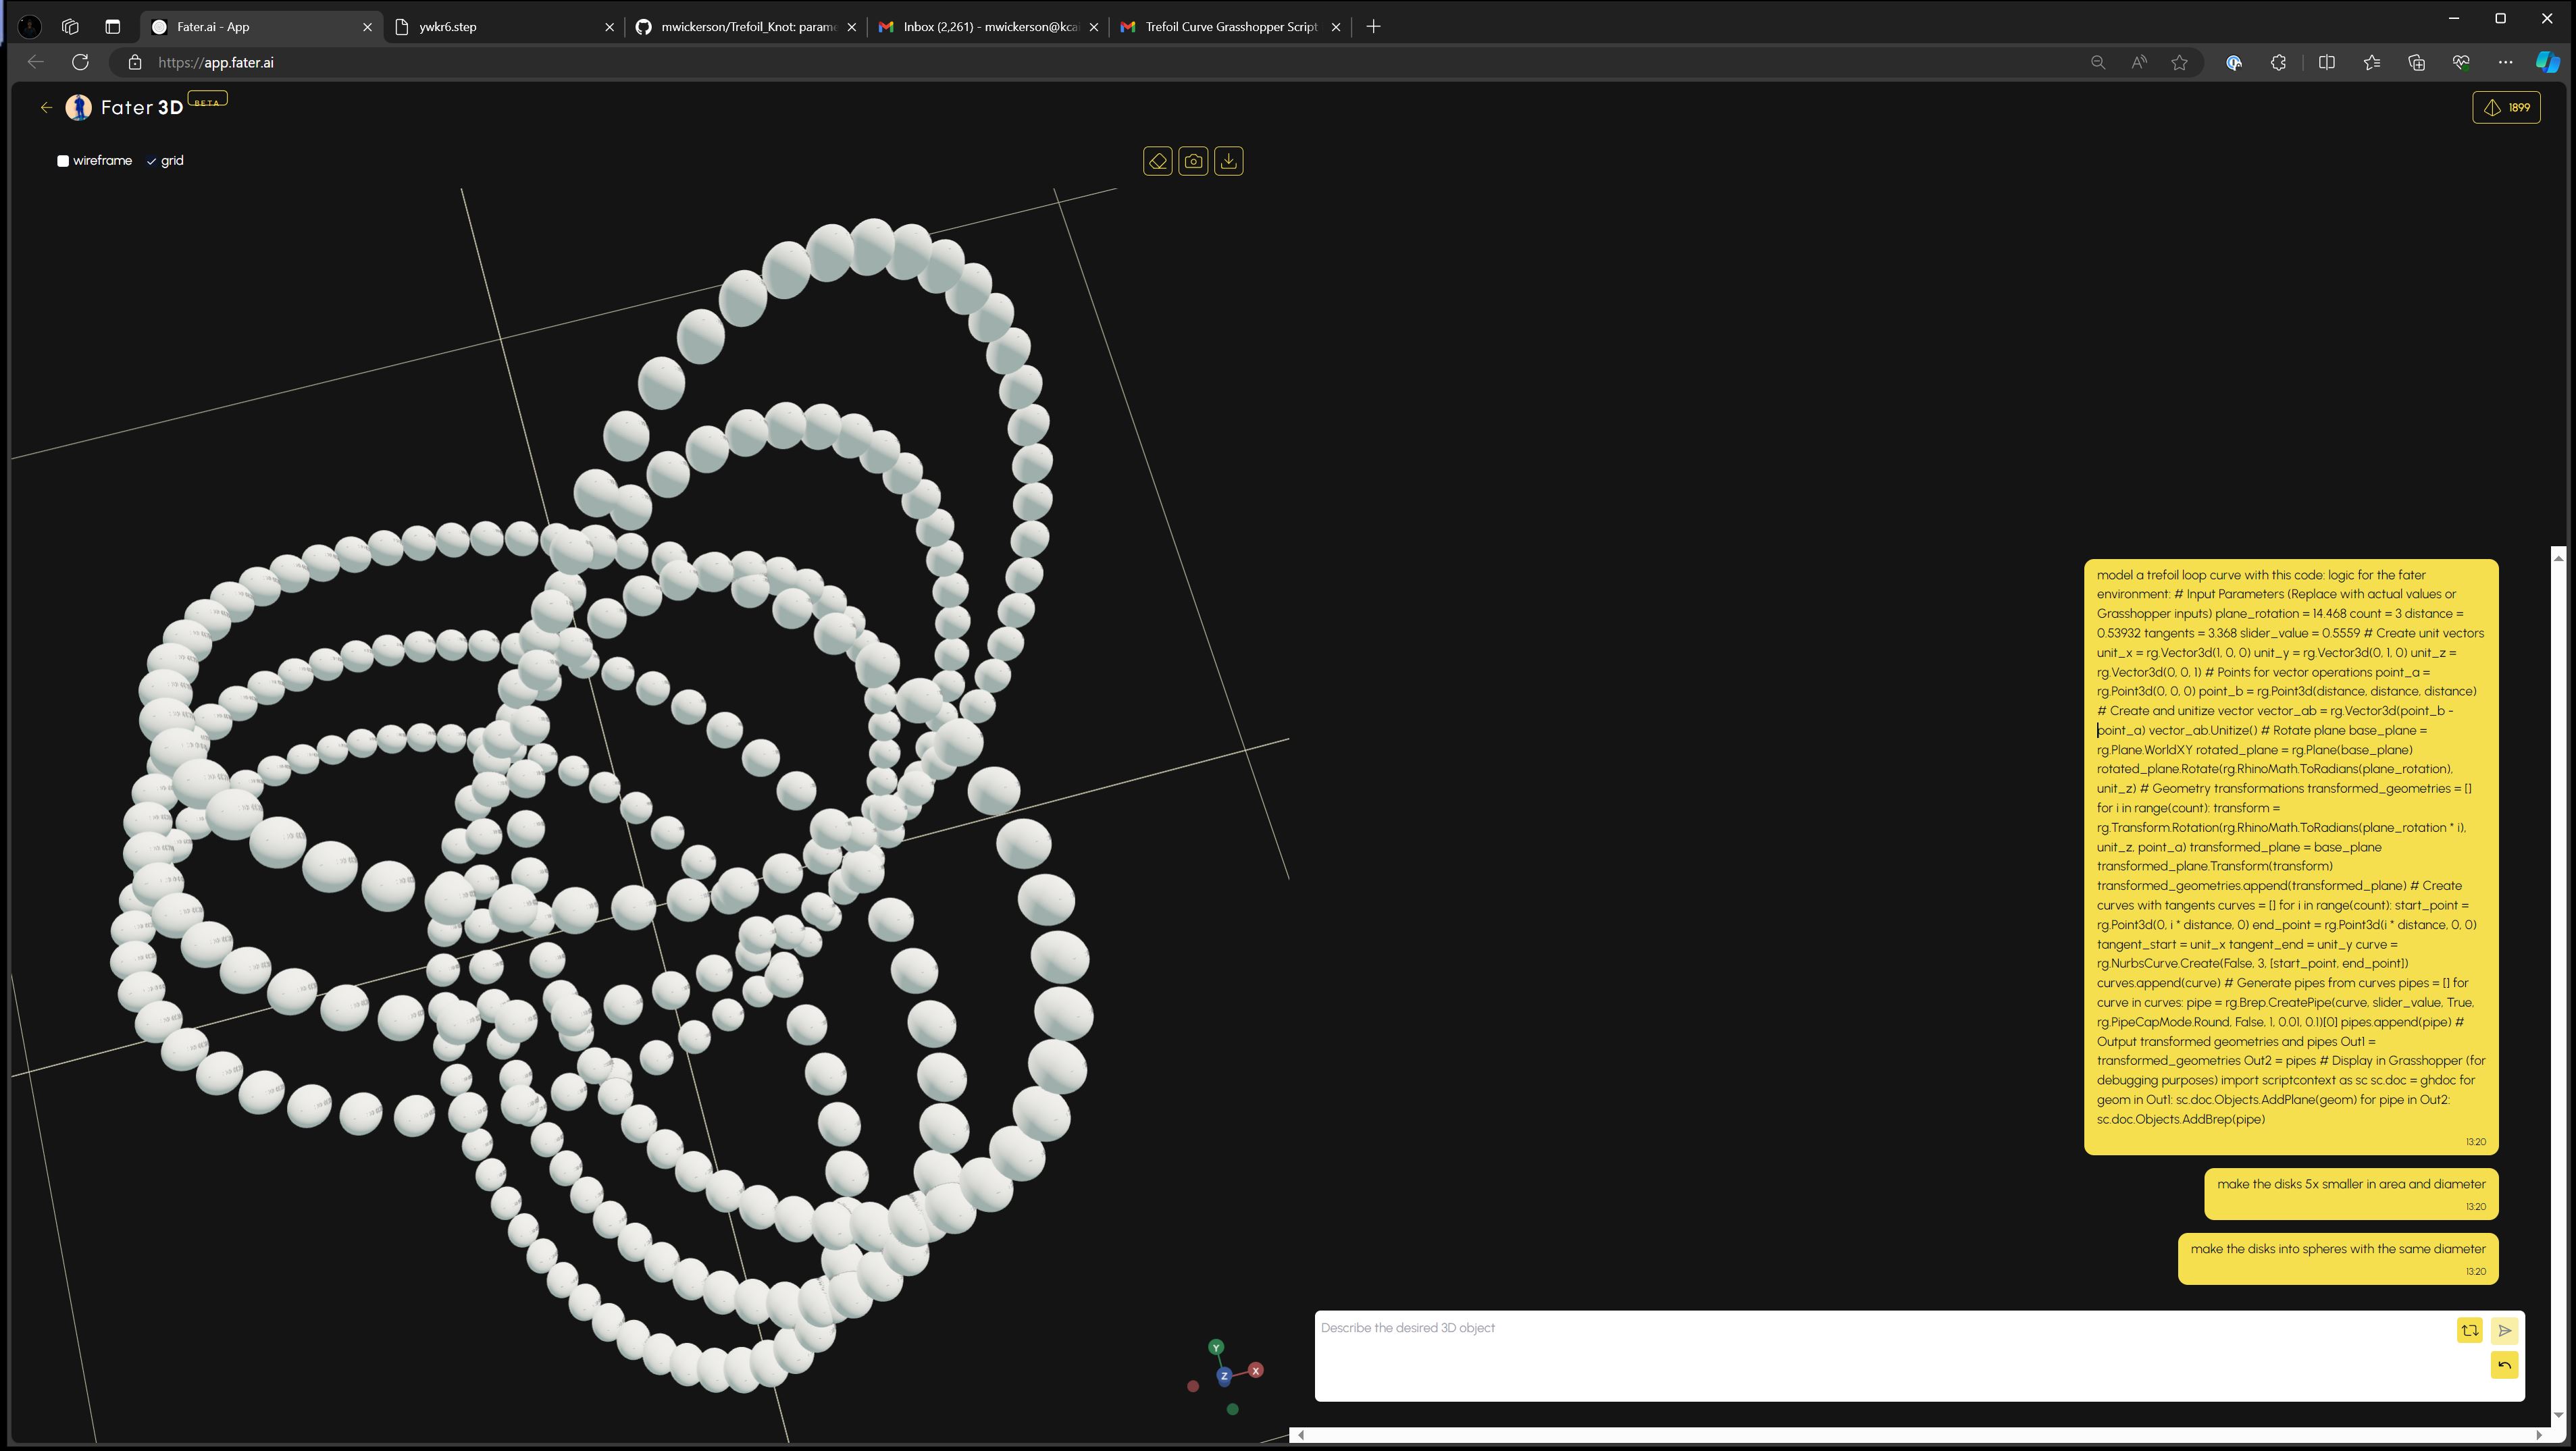 Fater.ai - App
ywkr6.step
mwickerson/Trefoil_Knot: parame
Inbox (2,261) - mwickerson@kca
Trefoil Curve Grasshopper Script
https://app.fater.ai
Fater 3D BETA
1899
wireframe
grid
model a trefoil loop curve with this code: logic for the fater
environment: # Input Parameters (Replace with actual values or
Grasshopper inputs) plane_rotation = 14.468 count = 3 distance =
0.53932 tangents = 3.368 slider_value = 0.5559 # Create unit vectors
unit_x = rg.Vector3d(1, 0, 0) unit_y = rg.Vector3d(0, 1, 0) unit_z =
rg.Vector3d(0, 0, 1) # Points for vector operations point_a =
rg.Point3d(0, 0, 0) point_b = rg.Point3d(distance, distance, distance)
# Create and unitize vector vector_ab = rg.Vector3d(point_b -
point_a) vector_ab.Unitize() # Rotate plane base_plane =
rg.Plane.WorldXY rotated_plane = rg.Plane(base_plane)
rotated_plane.Rotate(rg.RhinoMath.ToRadians(plane_rotation),
unit_z) # Geometry transformations transformed_geometries = []
for i in range(count): transform =
rg.Transform.Rotation(rg.RhinoMath.ToRadians(plane_rotation * i),
unit_z, point_a) transformed_plane = base_plane
transformed_plane.Transform(transform)
transformed_geometries.append(transformed_plane) # Create
curves with tangents curves = [] for i in range(count): start_point =
rg.Point3d(0, i * distance, 0) end_point = rg.Point3d(i * distance, 0, 0)
tangent_start = unit_x tangent_end = unit_y curve =
rg.NurbsCurve.Create(False, 3, [start_point, end_point])
curves.append(curve) # Generate pipes from curves pipes = [] for
curve in curves: pipe = rg.Brep.CreatePipe(curve, slider_value, True,
rg.PipeCapMode.Round, False, 1, 0.01, 0.1)[0] pipes.append(pipe) #
Output transformed geometries and pipes Out1 =
transformed_geometries Out2 = pipes # Display in Grasshopper (for
debugging purposes) import scriptcontext as sc sc.doc = ghdoc for
geom in Out1: sc.doc.Objects.AddPlane(geom) for pipe in Out2:
sc.doc.Objects.AddBrep(pipe)
13:20
make the disks 5x smaller in area and diameter
13:20
make the disks into spheres with the same diameter
13:20
Describe the desired 3D object
Y
Z
X